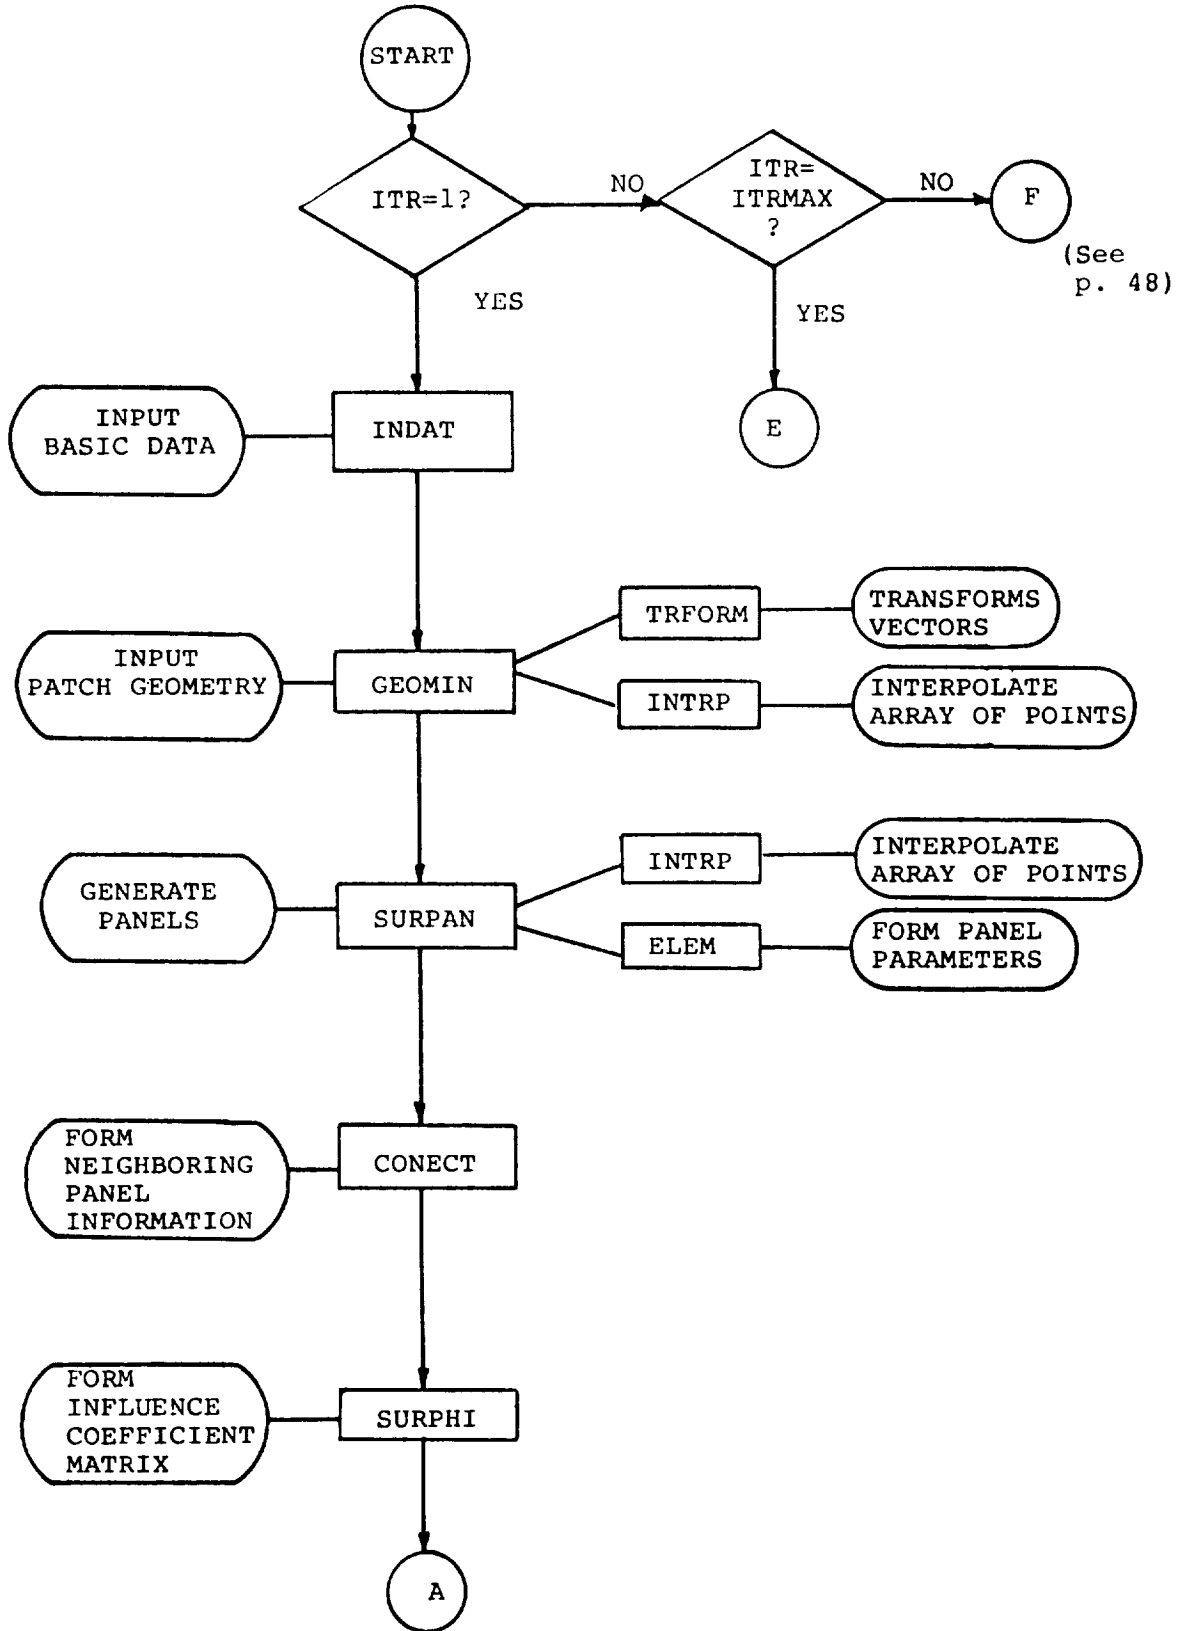 START
ITR=1?
NO
ITR=
ITRMAX
?
NO
F
(See
p. 48)
YES
YES
E
INPUT
BASIC DATA
INDAT
TRFORM
TRANSFORMS
VECTORS
INPUT
PATCH GEOMETRY
GEOMIN
INTRP
INTERPOLATE
ARRAY OF POINTS
INTRP
INTERPOLATE
ARRAY OF POINTS
GENERATE
PANELS
SURPAN
ELEM
FORM PANEL
PARAMETERS
FORM
NEIGHBORING
PANEL
INFORMATION
CONECT
FORM
INFLUENCE
COEFFICIENT
MATRIX
SURPHI
A